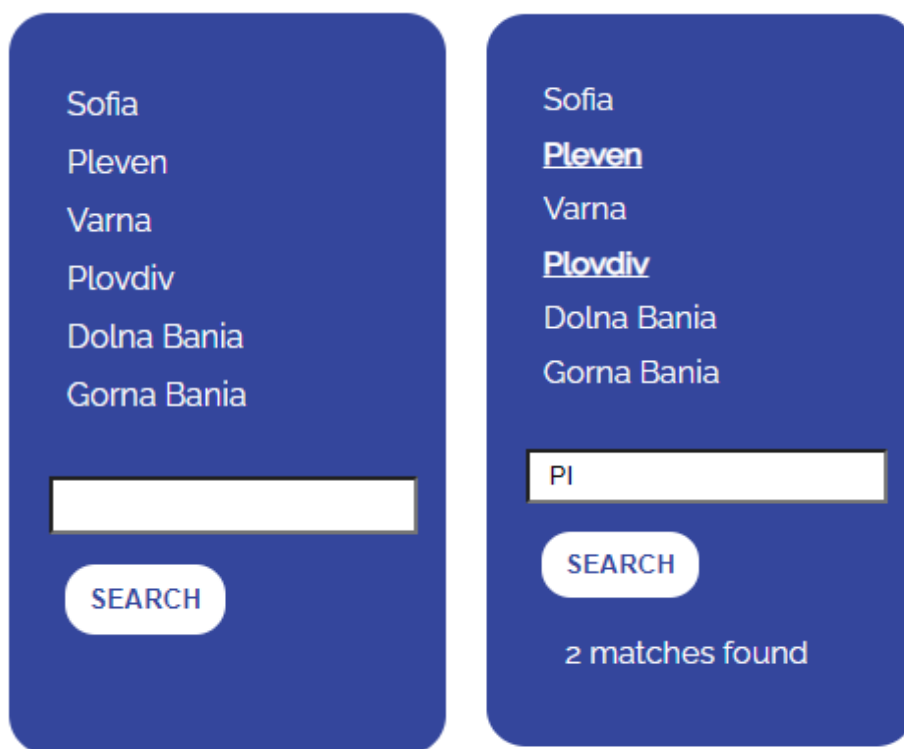 Sofia
Pleven
Varna
Plovdiv
Dolna Bania
Gorna Bania
SEARCH
Sofia
Pleven
Varna
Plovdiv
Dolna Bania
Gorna Bania
Pl
SEARCH
2 matches found